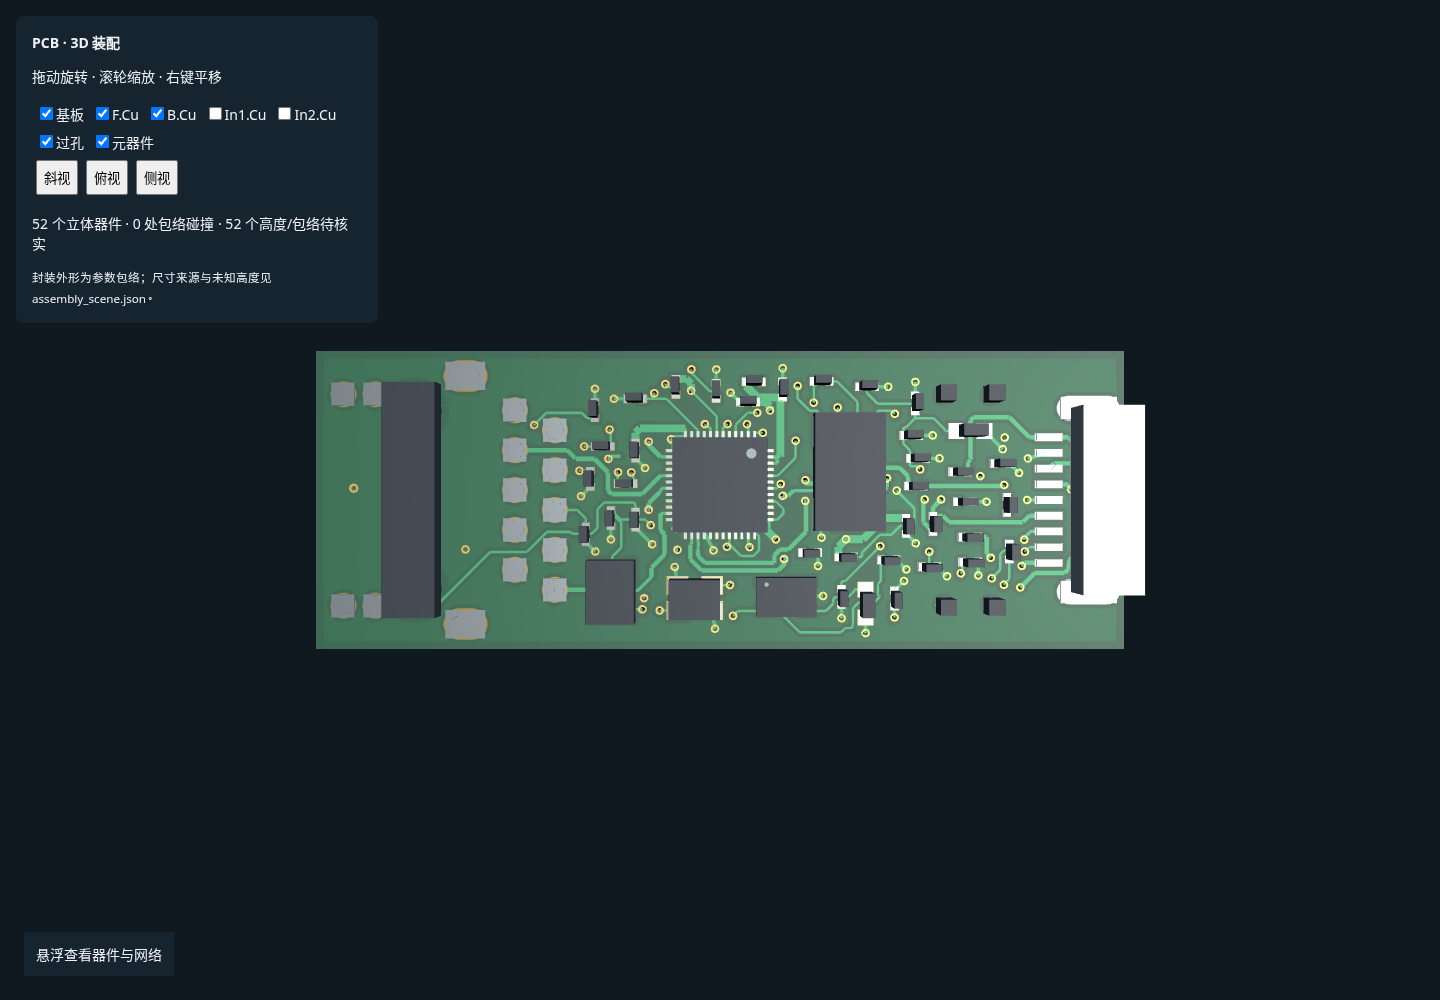 PCB · 3D 装配
拖动旋转 · 滚轮缩放 · 右键平移
基板 F.Cu B.Cu In1.Cu In2.Cu
过孔 元器件
斜视 俯视 侧视
52 个立体器件 · 0 处包络碰撞 · 52 个高度/包络待核
实
封装外形为参数包络；尺寸来源与未知高度见
assembly_scene.json。
悬浮查看器件与网络